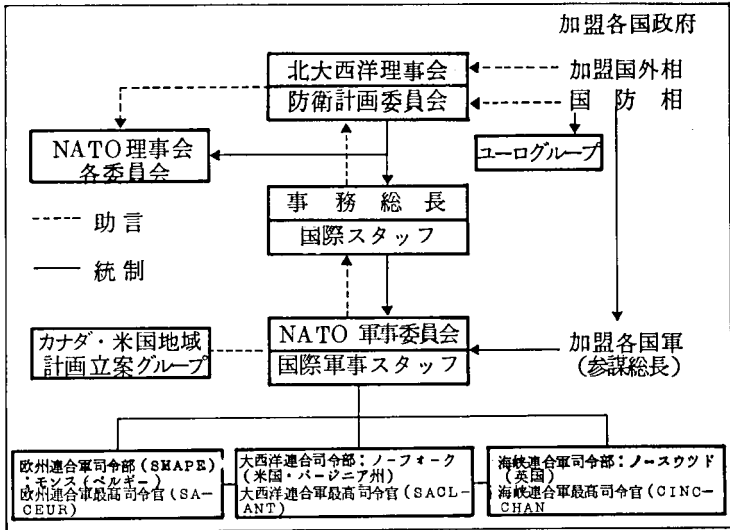 加盟各国政府
北大西洋理事会
防衛計画委員会
加盟国外相
国防相
ユーログループ
NATO理事会
各委員会
事務総長
国際スタッフ
助言
統制
カナダ・米国地域
計画立案グループ
NATO 軍事委員会
国際軍事スタッフ
加盟各国軍
(参謀総長)
欧州連合軍司令部(SHAPE)
:モンス(ベルギー)
欧州連合軍最高司令官(SA-
CEUR)
大西洋連合司令部:ノーフォーク
(米国・バージニア州)
大西洋連合軍最高司令官(SACL-
ANT)
海峡連合軍司令部:ノースウッド
(英国)
海峡連合軍最高司令官(CINC-
CHAN